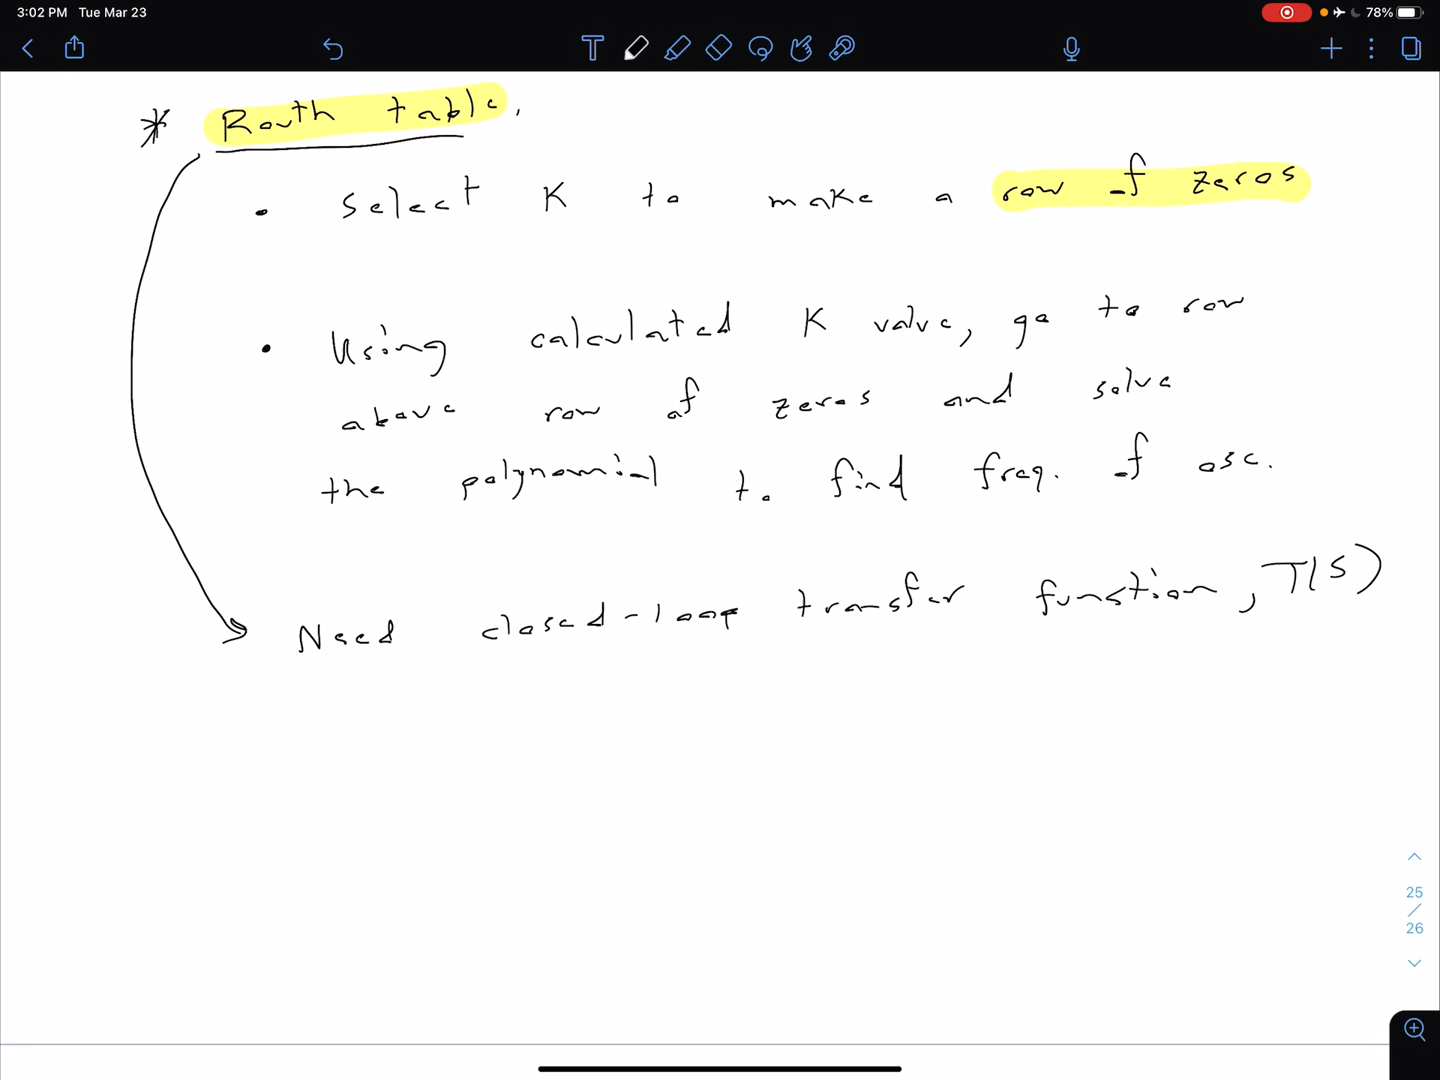 3:02 PM Tue Mar 23 78%
* Routh table.
• select K to make a row of zeros
• Using calculated K value, go to row
above row of zeros and solve
the polynomial to find freq. of osc.
Need closed-loop transfer function, T(s)
25
/
26